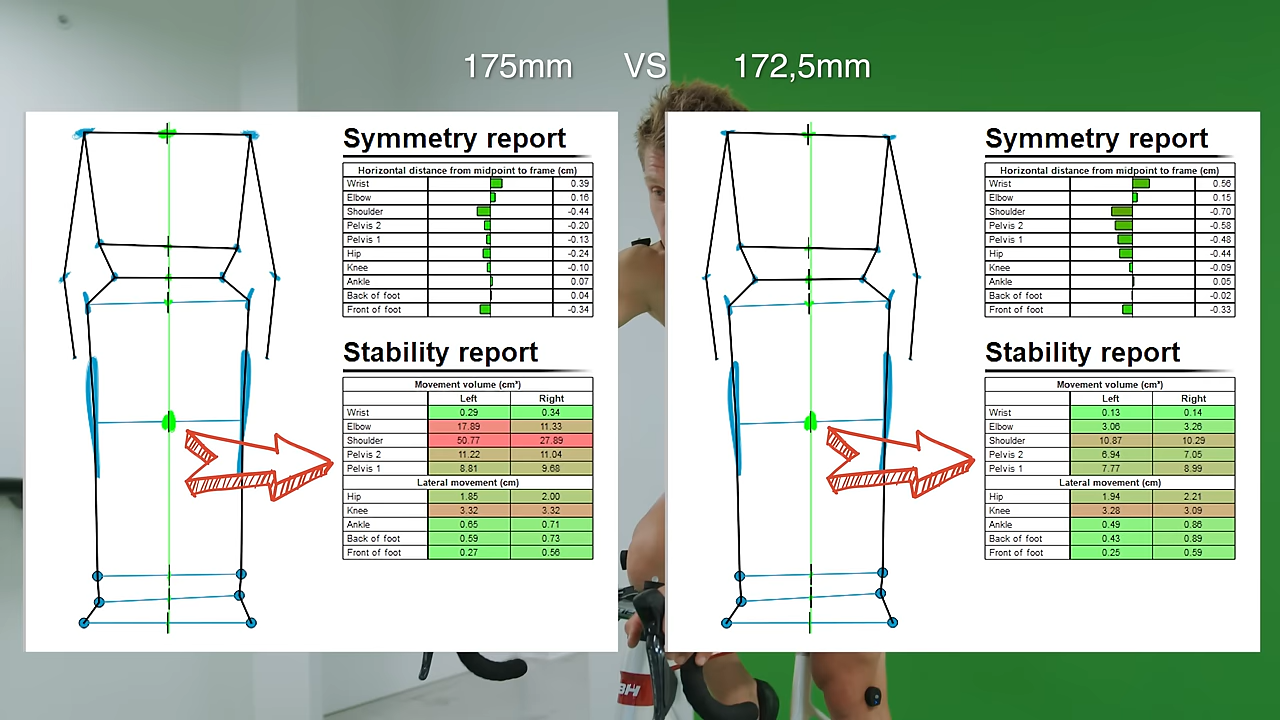 175mm VS 172,5mm
Symmetry report
Horizontal distance from midpoint to frame (cm)
Wrist 0.39
Elbow 0.16
Shoulder -0.44
Pelvis 2 -0.20
Pelvis 1 -0.13
Hip -0.24
Knee -0.10
Ankle 0.07
Back of foot 0.04
Front of foot -0.34
Stability report
Movement volume (cm³)
Left Right
Wrist 0.29 0.34
Elbow 17.89 11.33
Shoulder 50.77 27.89
Pelvis 2 11.22 11.04
Pelvis 1 8.81 9.68
Lateral movement (cm)
Hip 1.85 2.00
Knee 3.32 3.32
Ankle 0.65 0.71
Back of foot 0.59 0.73
Front of foot 0.27 0.56
Symmetry report
Horizontal distance from midpoint to frame (cm)
Wrist 0.56
Elbow 0.15
Shoulder -0.70
Pelvis 2 -0.58
Pelvis 1 -0.48
Hip -0.44
Knee -0.09
Ankle 0.05
Back of foot -0.02
Front of foot -0.33
Stability report
Movement volume (cm³)
Left Right
Wrist 0.13 0.14
Elbow 3.06 3.26
Shoulder 10.87 10.29
Pelvis 2 6.94 7.05
Pelvis 1 7.77 8.99
Lateral movement (cm)
Hip 1.94 2.21
Knee 3.28 3.09
Ankle 0.49 0.86
Back of foot 0.43 0.89
Front of foot 0.25 0.59
BH